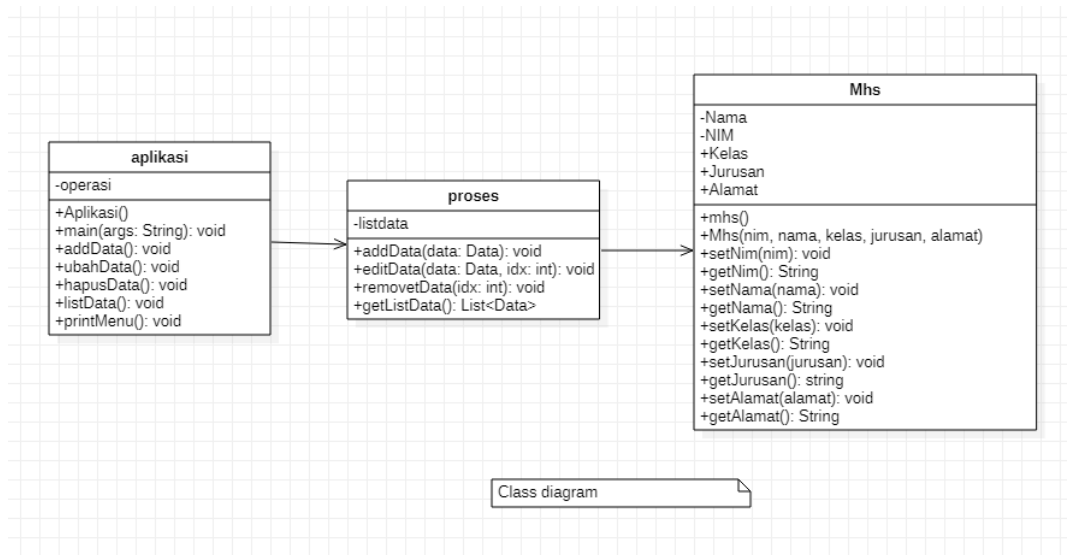 aplikasi
-operasi
+Aplikasi()
+main(args: String): void
+addData(): void
+ubahData(): void
+hapusData(): void
+listData(): void
+printMenu(): void
proses
-listdata
+addData(data: Data): void
+editData(data: Data, idx: int): void
+removetData(idx: int): void
+getListData(): List<Data>
Mhs
-Nama
-NIM
+Kelas
+Jurusan
+Alamat
+mhs()
+Mhs(nim, nama, kelas, jurusan, alamat)
+setNim(nim): void
+getNim(): String
+setNama(nama): void
+getNama(): String
+setKelas(kelas): void
+getKelas(): String
+setJurusan(jurusan): void
+getJurusan(): string
+setAlamat(alamat): void
+getAlamat(): String
Class diagram